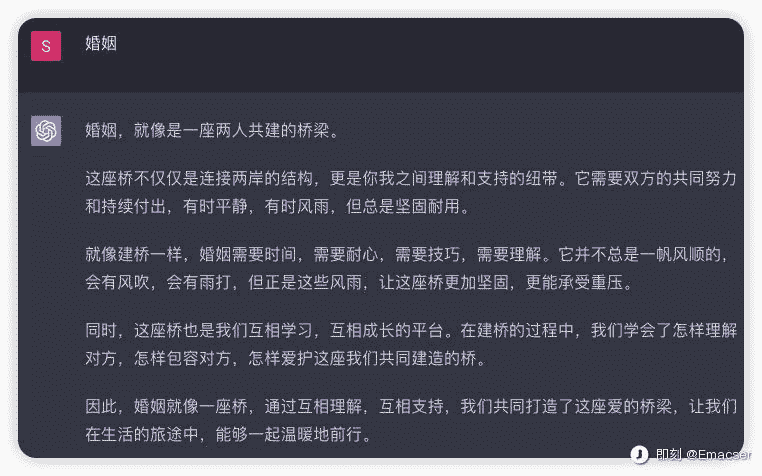 S
婚姻
婚姻，就像是一座两人共建的桥梁。
这座桥不仅仅是连接两岸的结构，更是你我之间理解和支持的纽带。它需要双方的共同努力
和持续付出，有时平静，有时风雨，但总是坚固耐用。
就像建桥一样，婚姻需要时间，需要耐心，需要技巧，需要理解。它并不总是一帆风顺的，
会有风吹，会有雨打，但正是这些风雨，让这座桥更加坚固，更能承受重压。
同时，这座桥也是我们互相学习，互相成长的平台。在建桥的过程中，我们学会了怎样理解
对方，怎样包容对方，怎样爱护这座我们共同建造的桥。
因此，婚姻就像一座桥，通过互相理解，互相支持，我们共同打造了这座爱的桥梁，让我们
在生活的旅途中，能够一起温暖地前行。
J 即刻 @Emacser